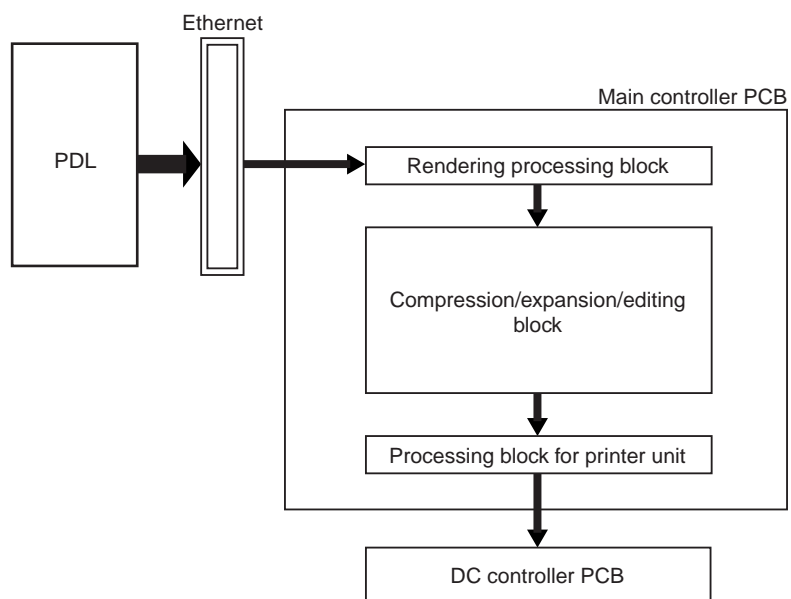 Ethernet
Main controller PCB
PDL
Rendering processing block
Compression/expansion/editing
block
Processing block for printer unit
DC controller PCB